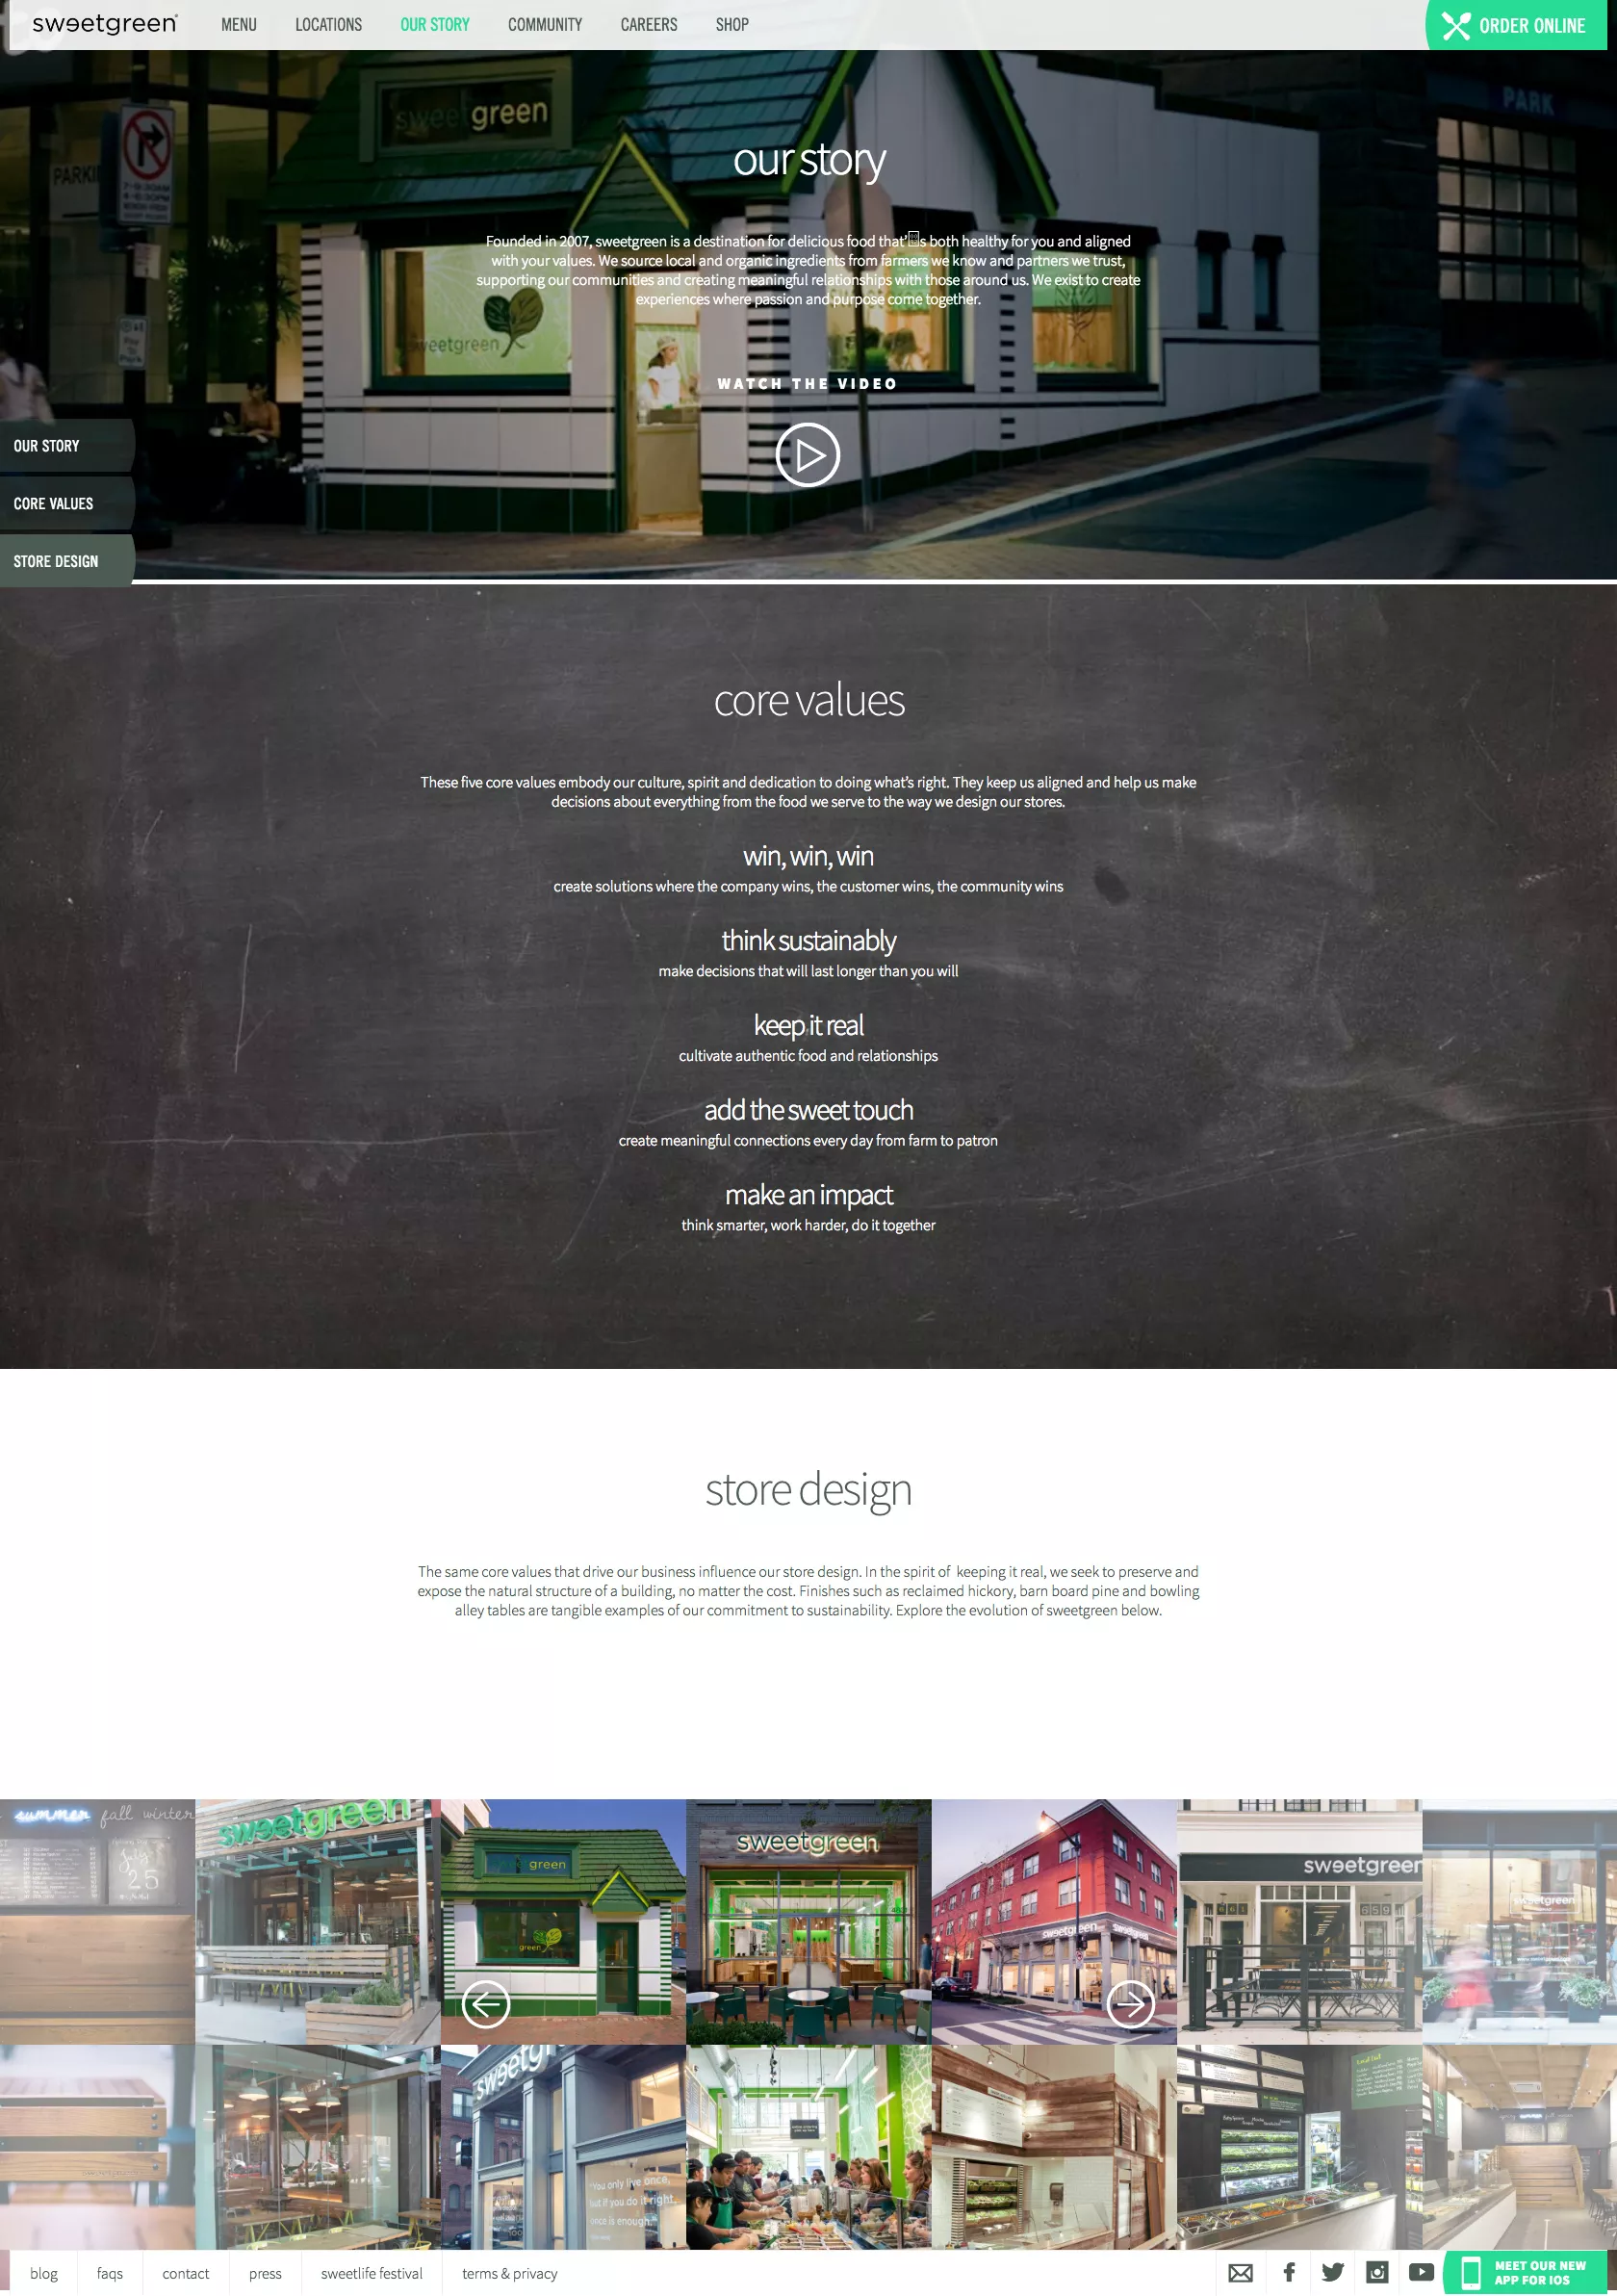 sweetgreen
MENU
LOCATIONS
OUR STORY
COMMUNITY
CAREERS
SHOP
ORDER ONLINE
sweetgreen
PARK
our story
Founded in 2007, sweetgreen is a destination for delicious food that's both healthy for you and aligned
with your values. We source local and organic ingredients from farmers we know and partners we trust,
supporting our communities and creating meaningful relationships with those around us. We exist to create
experiences where passion and purpose come together.
sweetgreen
WATCH THE VIDEO
OUR STORY
CORE VALUES
STORE DESIGN
core values
These five core values embody our culture, spirit and dedication to doing what's right. They keep us aligned and help us make
decisions about everything from the food we serve to the way we design our stores.
win, win, win
create solutions where the company wins, the customer wins, the community wins
think sustainably
make decisions that will last longer than you will
keep it real
cultivate authentic food and relationships
add the sweet touch
create meaningful connections every day from farm to patron
make an impact
think smarter, work harder, do it together
store design
The same core values that drive our business influence our store design. In the spirit of keeping it real, we seek to preserve and
expose the natural structure of a building, no matter the cost. Finishes such as reclaimed hickory, barn board pine and bowling
alley tables are tangible examples of our commitment to sustainability. Explore the evolution of sweetgreen below.
summer fall winter
July
25
sweetgreen
green
green
sweetgreen
sweetgreen
sweetgreen
sweetgreen
sweetgreen
You only live once,
but if you do it right,
once is enough.
blog
faqs
contact
press
sweetlife festival
terms & privacy
MEET OUR NEW
APP FOR IOS